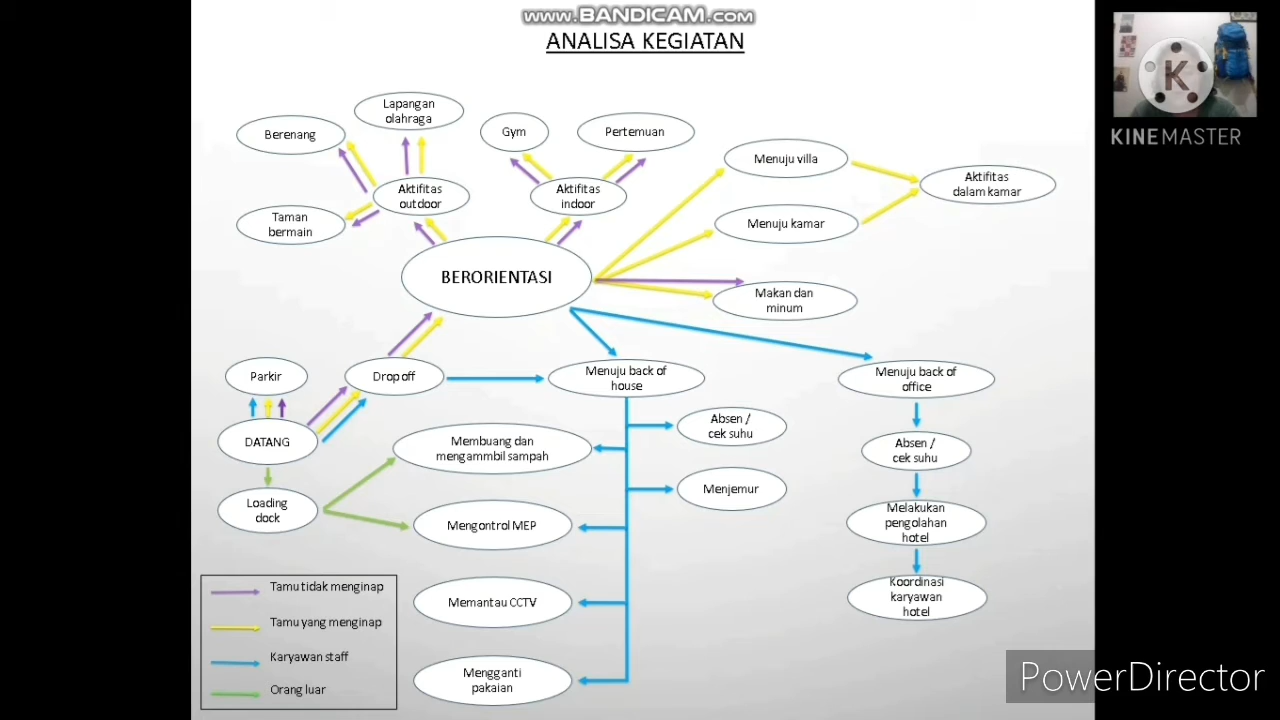 www.BANDICAM.com
ANALISA KEGIATAN
Lapangan
olahraga
Berenang
Gym
Pertemuan
Menuju villa
Aktifitas
outdoor
Aktifitas
indoor
Aktifitas
dalam kamar
Taman
bermain
Menuju kamar
BERORIENTASI
Makan dan
minum
Parkir
Drop off
Menuju back of
house
Menuju back of
office
DATANG
Membuang dan
mengammbil sampah
Absen /
cek suhu
Absen /
cek suhu
Loading
dock
Menjemur
Mengontrol MEP
Melakukan
pengolahan
hotel
Memantau CCTV
Koordinasi
karyawan
hotel
Mengganti
pakaian
Tamu tidak menginap
Tamu yang menginap
Karyawan staff
Orang luar
K
KINEMASTER
PowerDirector